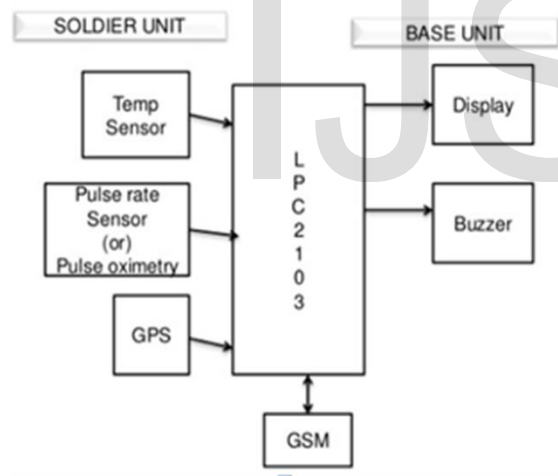 SOLDIER UNIT
BASE UNIT
Temp
Sensor
Pulse rate
Sensor
(or)
Pulse oximetry
GPS
L
P
C
2
1
0
3
Display
Buzzer
GSM
IJS